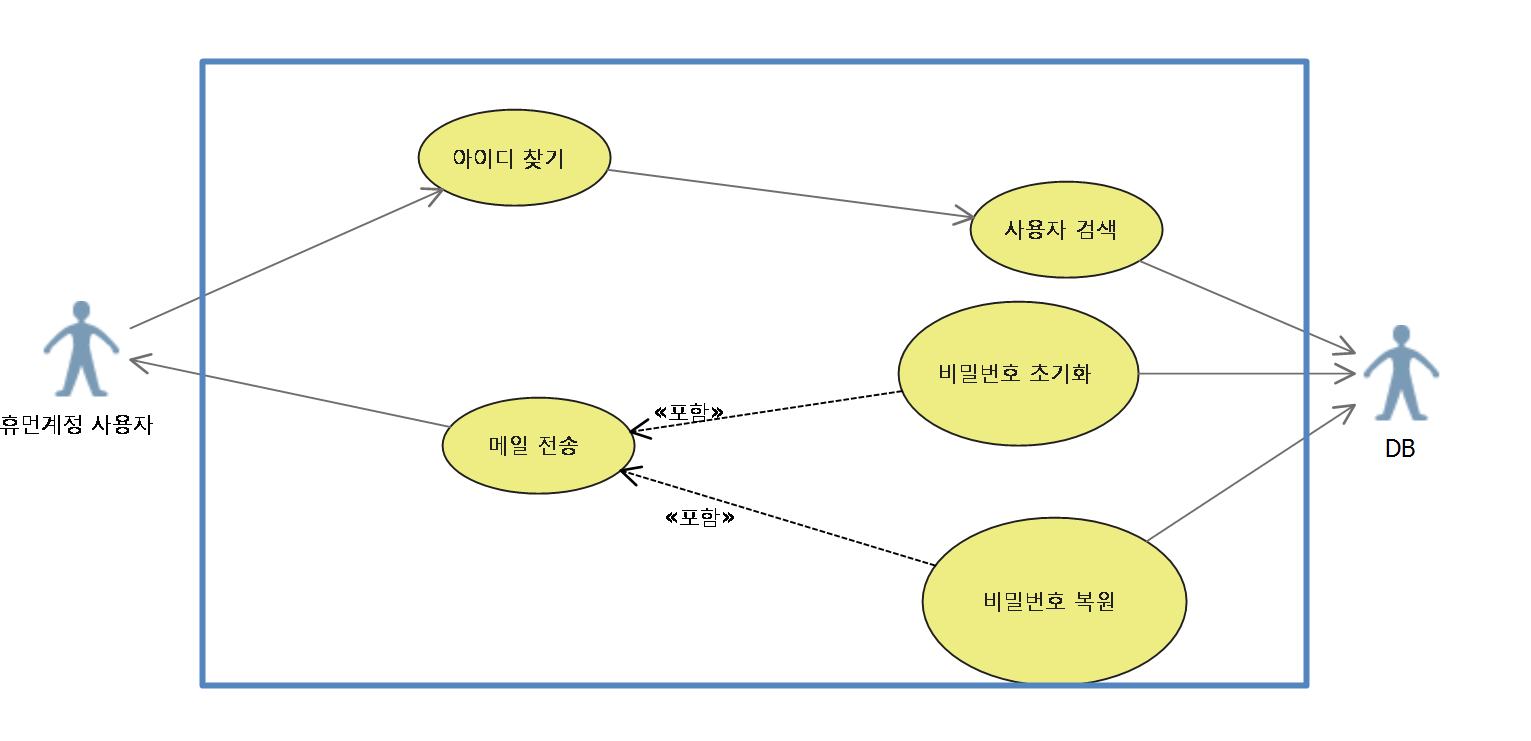 아이디 찾기
사용자 검색
비밀번호 초기화
«포함»
휴먼계정 사용자
메일 전송
DB
«포함»
비밀번호 복원